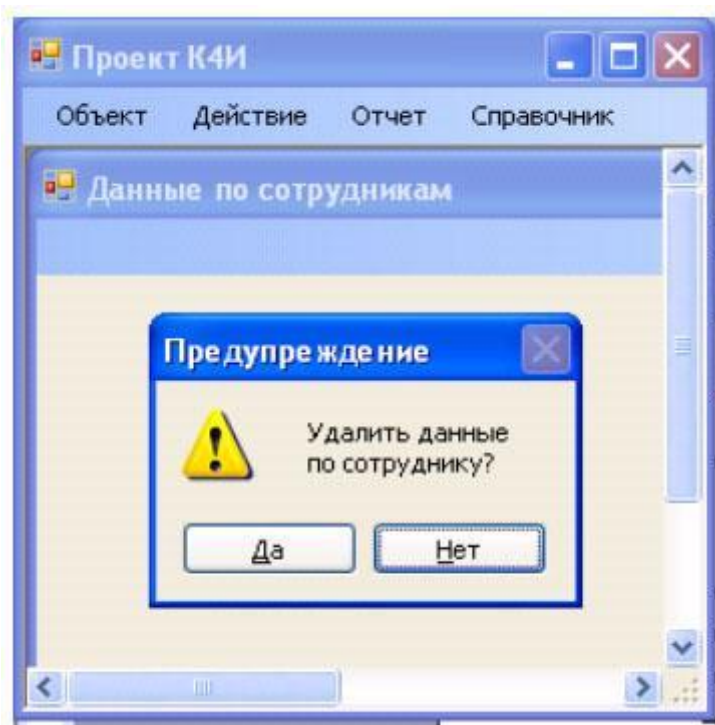 Проект К4И
Объект Действие Отчет Справочник
Данные по сотрудникам
Предупреждение
Удалить данные
по сотруднику?
Да Нет